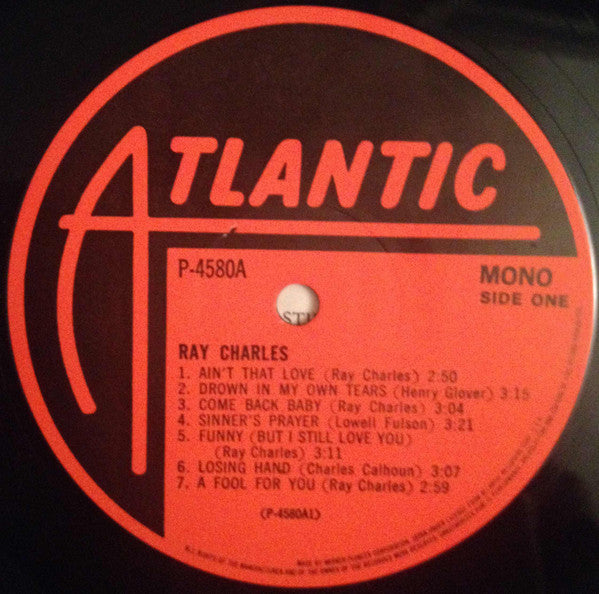 ATLANTIC
P-4580A
MONO
SIDE ONE
ST
RAY CHARLES
1. AIN'T THAT LOVE (Ray Charles) 2:50
2. DROWN IN MY OWN TEARS (Henry Glover) 3:15
3. COME BACK BABY (Ray Charles) 3:04
4. SINNER'S PRAYER (Lowell Fulson) 3:21
5. FUNNY (BUT I STILL LOVE YOU)
(Ray Charles) 3:11
6. LOSING HAND (Charles Calhoun) 3:07
7. A FOOL FOR YOU (Ray Charles) 2:59
(P-4580A1)